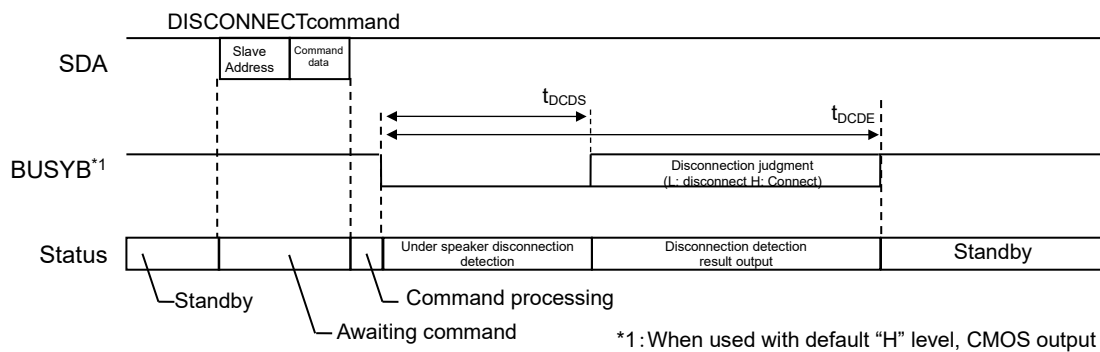 DISCONNECTcommand
SDA
Slave
Address
Command
data
tDCDS
tDCDE
BUSYB*1
Disconnection judgment
(L: disconnect H: Connect)
Status
Under speaker disconnection
detection
Disconnection detection
result output
Standby
Standby
Command processing
Awaiting command
*1:When used with default “H” level, CMOS output